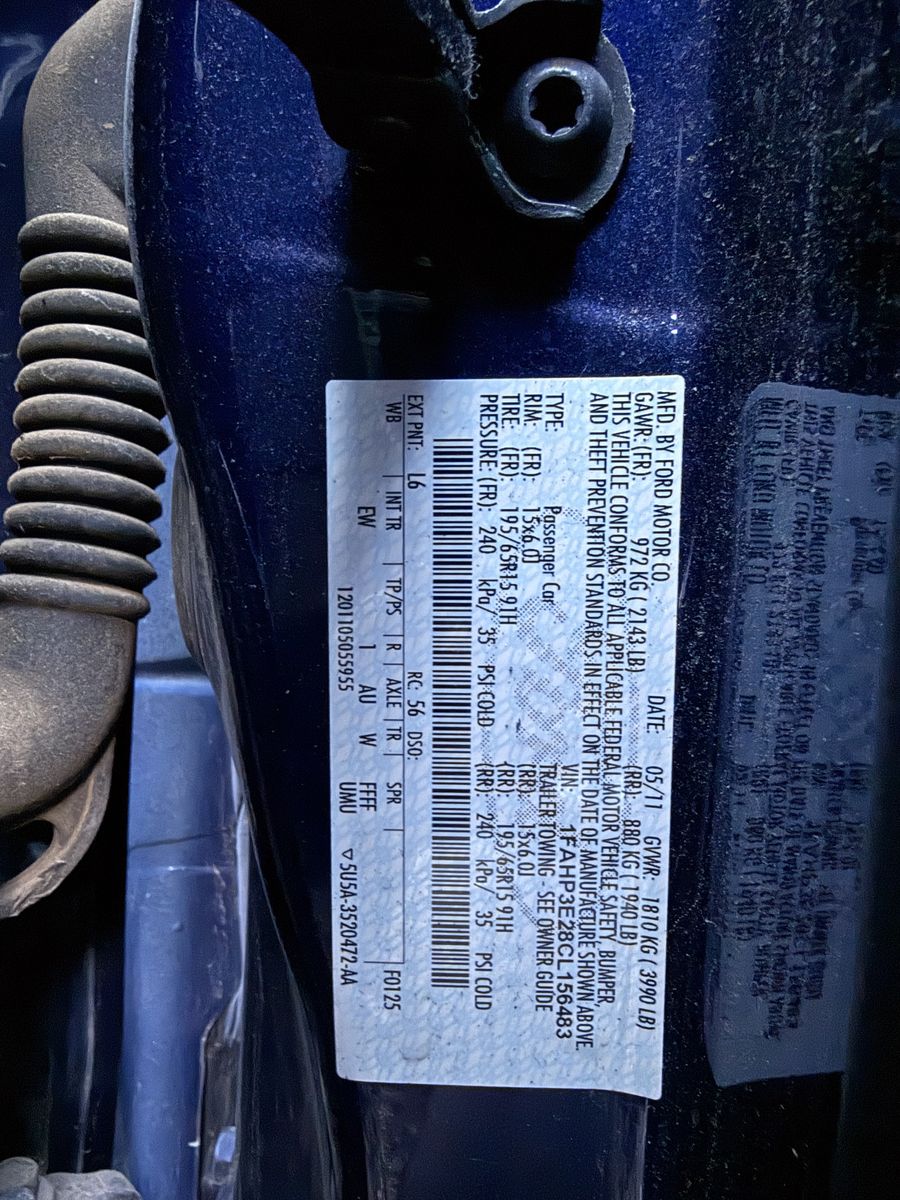 MFD. BY FORD MOTOR CO. DATE: 05/11 GVWR: 1810 KG ( 3990 LB)
GAWR: (FR): 972 KG ( 2143 LB) (RR): 880 KG ( 1940 LB)
THIS VEHICLE CONFORMS TO ALL APPLICABLE FEDERAL MOTOR VEHICLE SAFETY, BUMPER,
AND THEFT PREVENTION STANDARDS IN EFFECT ON THE DATE OF MANUFACTURE SHOWN ABOVE.
VIN: 1FAHP3E28CL156483
TYPE: Passenger Car TRAILER TOWING - SEE OWNER GUIDE
RIM: (FR): 15x6.0J (RR): 15x6.0J
TIRE: (FR): 195/65R15 91H (RR): 195/65R15 91H
PRESSURE: (FR): 240 kPa/ 35 PSI COLD (RR): 240 kPa/ 35 PSI COLD
EXT PNT: L6 RC: 56 DSO: F0125
WB INT TR TP/PS R AXLE TR SPR
EW 1 AU W FFFF
UMU
1201105055955 ▽5U5A-3520472-AA